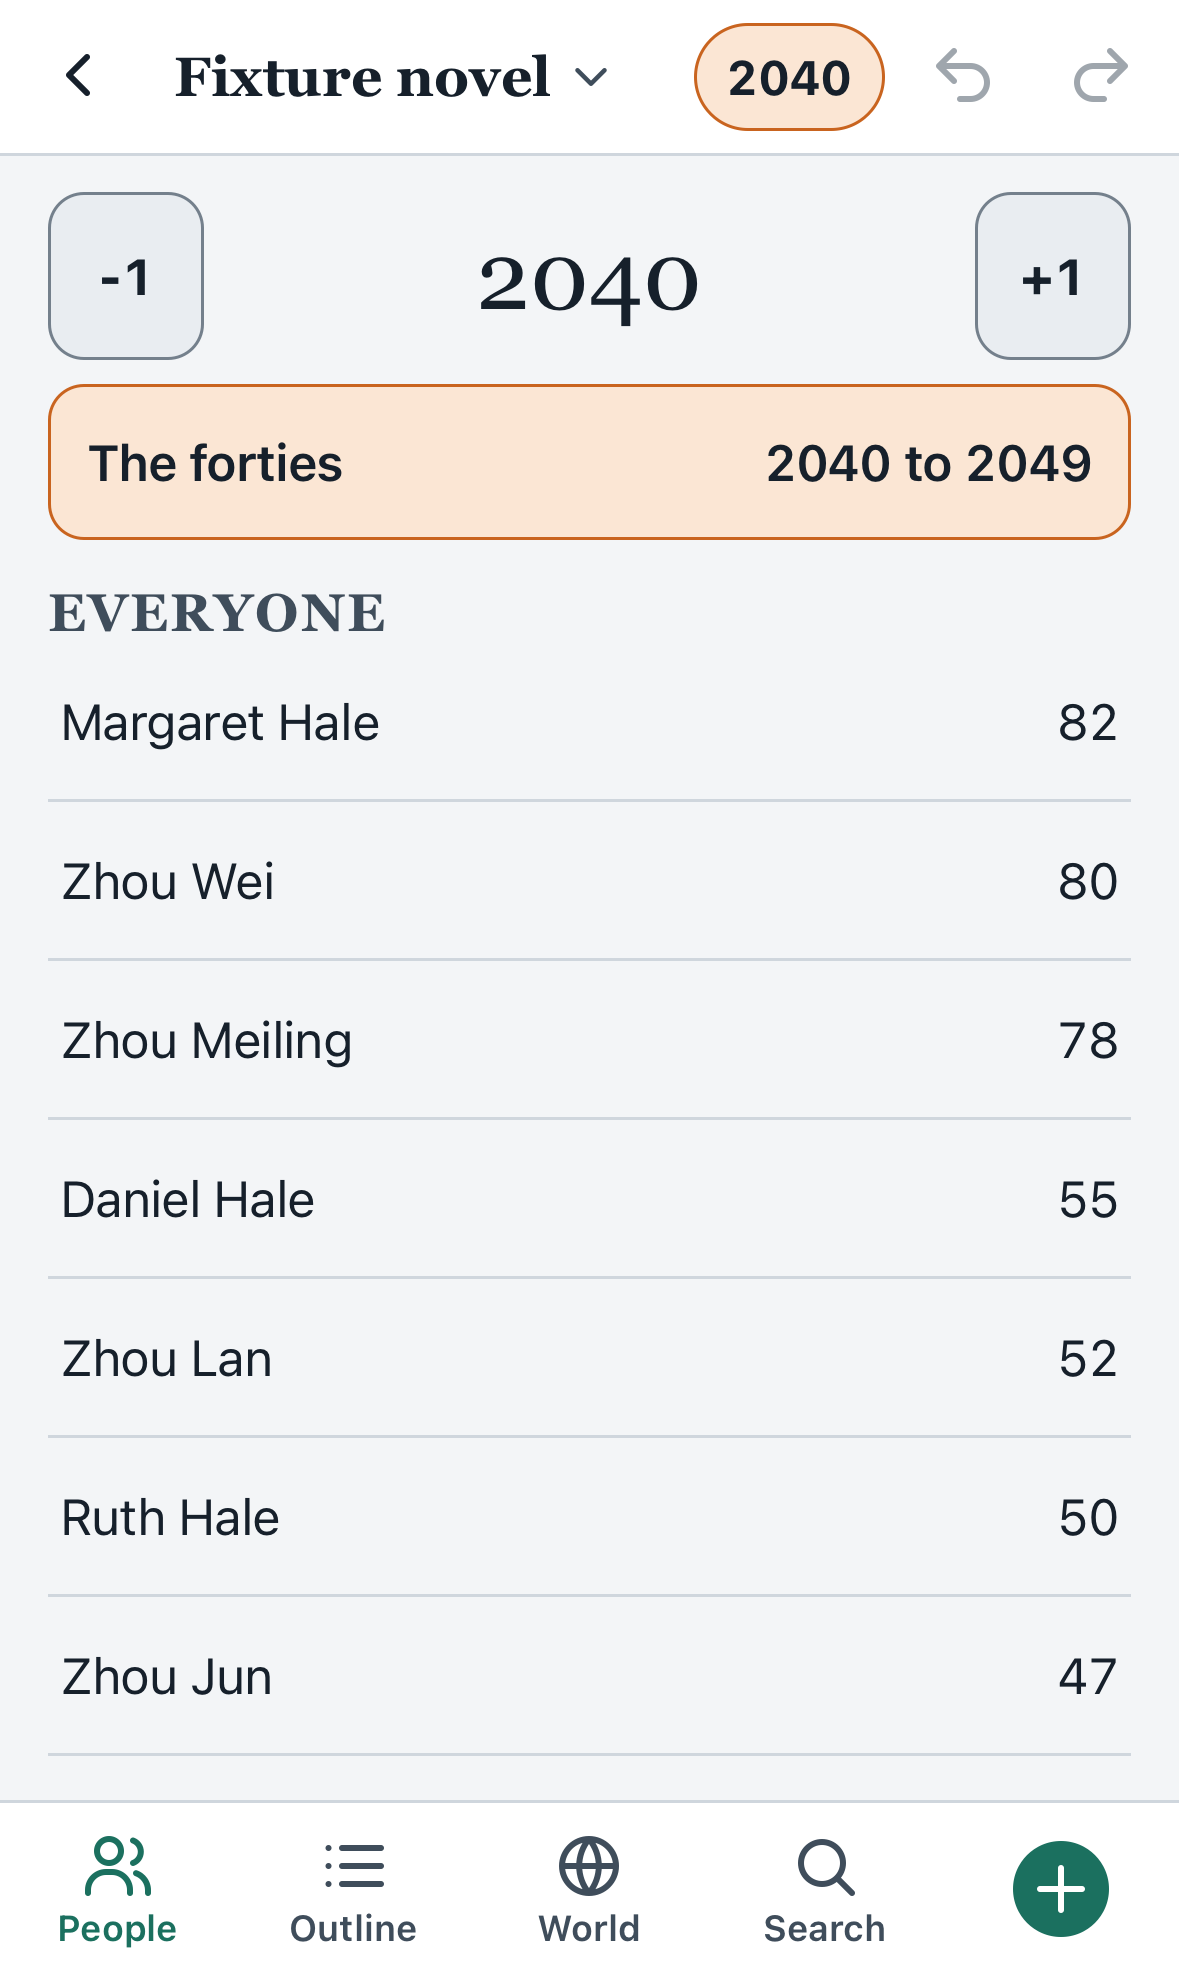 Fixture novel 2040
-1 2040 +1
The forties 2040 to 2049
EVERYONE
Margaret Hale 82
Zhou Wei 80
Zhou Meiling 78
Daniel Hale 55
Zhou Lan 52
Ruth Hale 50
Zhou Jun 47
People Outline World Search